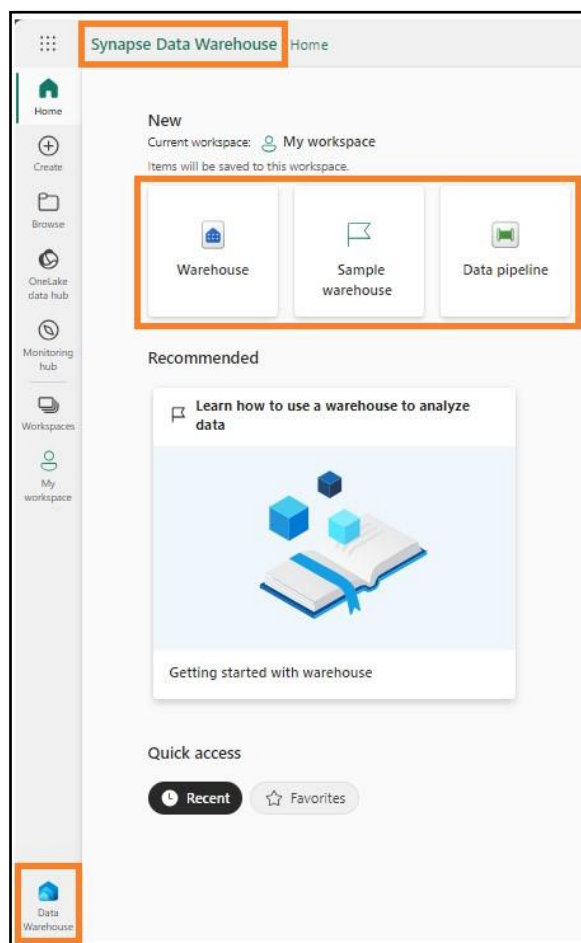 Synapse Data Warehouse Home
Home
Create
Browse
OneLake
data hub
Monitoring
hub
Workspaces
My
workspace
Data
Warehouse
New
Current workspace: My workspace
Items will be saved to this workspace.
Warehouse
Sample
warehouse
Data pipeline
Recommended
Learn how to use a warehouse to analyze
data
Getting started with warehouse
Quick access
Recent
Favorites